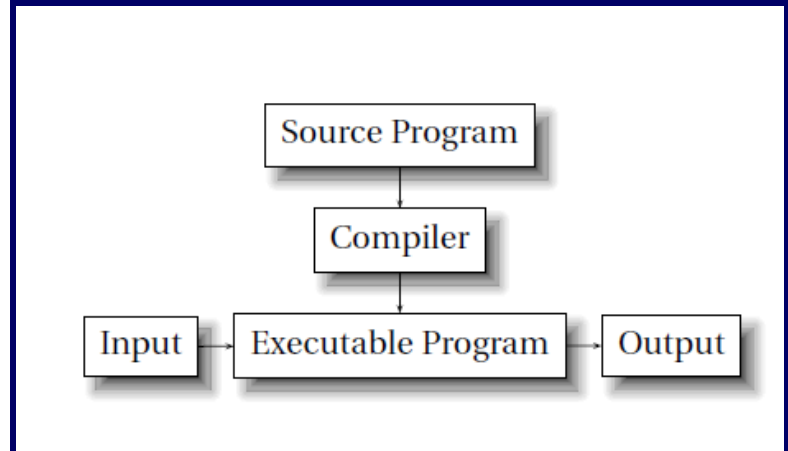 Source Program
Compiler
Input
Executable Program
Output